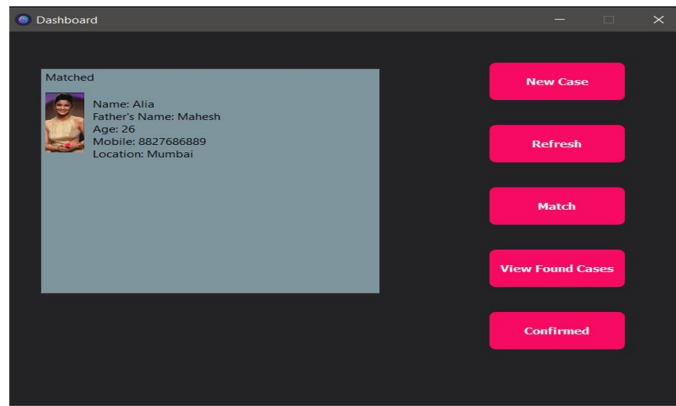 Dashboard
Matched
Name: Alia
Father's Name: Mahesh
Age: 26
Mobile: 8827686889
Location: Mumbai
New Case
Refresh
Match
View Found Cases
Confirmed